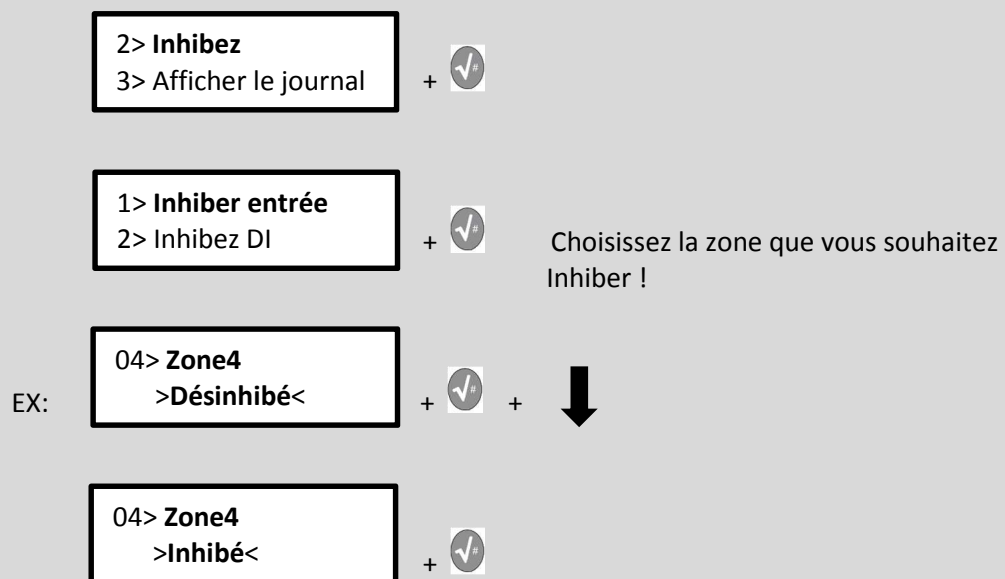 2> Inhibez
3> Afficher le journal
+ √#
1> Inhiber entrée
2> Inhibez DI
+ √#
Choisissez la zone que vous souhaitez
Inhiber !
EX:
04> Zone4
>Désinhibé<
+ √# +
04> Zone4
>Inhibé<
+ √#